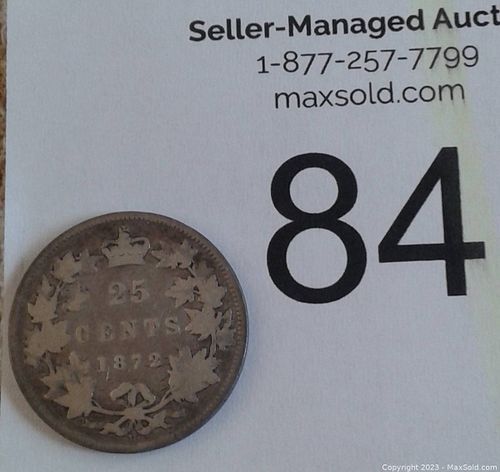 Seller-Managed Auct
1-877-257-7799
maxsold.com
84
25
CENTS
1872
Copyright 2023 - MaxSold.com